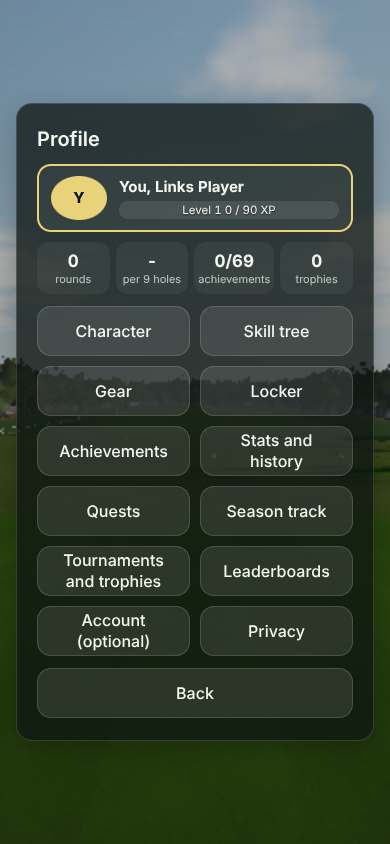 Profile
Y
You, Links Player
Level 1 0 / 90 XP
0
rounds
-
per 9 holes
0/69
achievements
0
trophies
Character
Skill tree
Gear
Locker
Achievements
Stats and
history
Quests
Season track
Tournaments
and trophies
Leaderboards
Account
(optional)
Privacy
Back